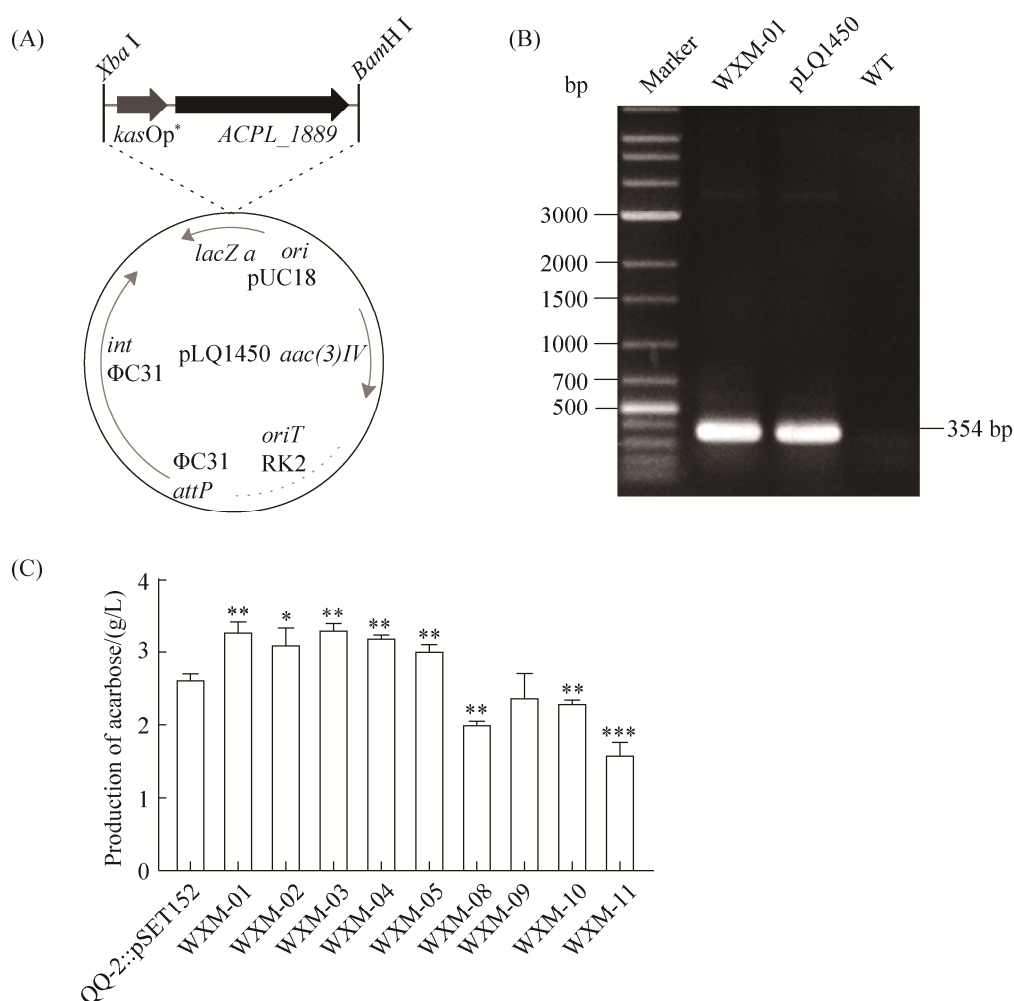 (A)
Xba I
BamH I
kasOp*
ACPL_1889
lacZ a
ori
pUC18
int
ΦC31
pLQ1450
aac(3)IV
oriT
RK2
ΦC31
attP
(B)
bp
Marker
WXM-01
pLQ1450
WT
3000
2000
1500
1000
700
500
354 bp
(C)
Production of acarbose/(g/L)
4
3
2
1
0
**
*
**
**
**
**
**
***
QQ-2::pSET152
WXM-01
WXM-02
WXM-03
WXM-04
WXM-05
WXM-08
WXM-09
WXM-10
WXM-11